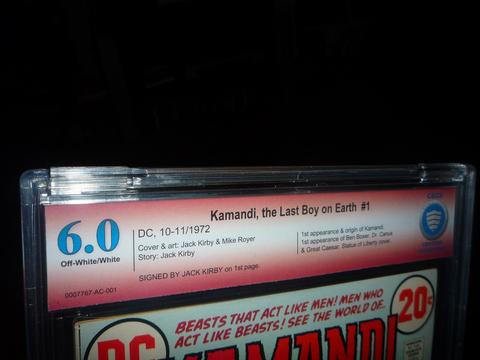 Kamandi, the Last Boy on Earth #1
6.0
Off-White/White
DC, 10-11/1972
Cover & art: Jack Kirby & Mike Royer
Story: Jack Kirby
SIGNED BY JACK KIRBY on 1st page.
1st appearance & origin of Kamandi.
1st appearance of Ben Boxer, Dr. Canus
& Great Caesar. Statue of Liberty cover.
CBCS
0007767-AC-001
BEASTS THAT ACT LIKE MEN! MEN WHO
ACT LIKE BEASTS! SEE THE WORLD OF...
20¢
DC
KAMANDI